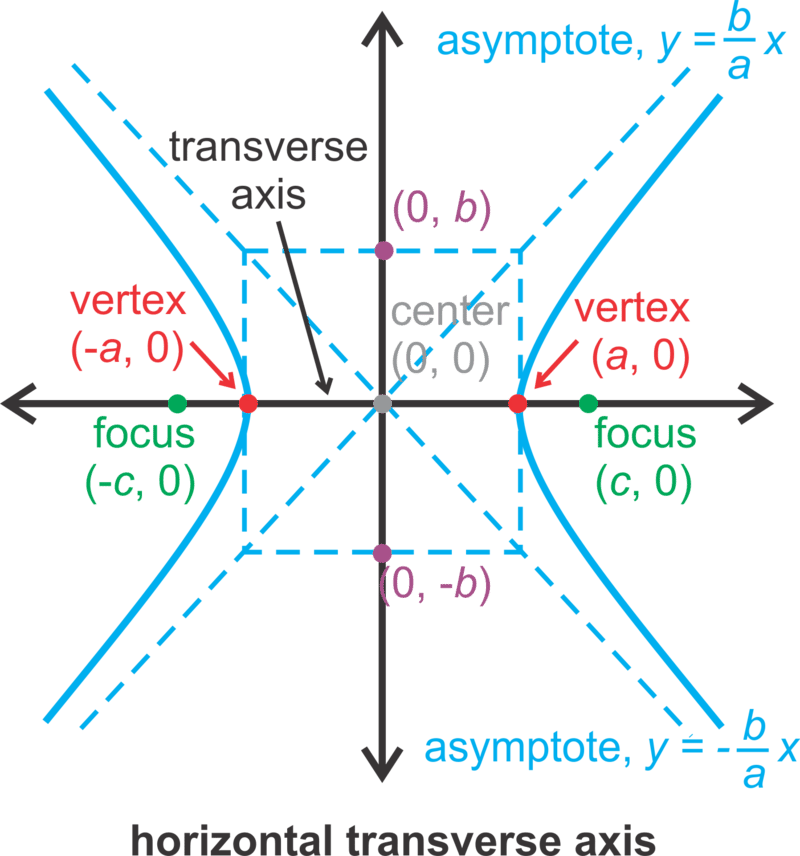 asymptote, y = b/a x
transverse
axis
(0, b)
vertex
(-a, 0)
center
(0, 0)
vertex
(a, 0)
focus
(-c, 0)
focus
(c, 0)
(0, -b)
asymptote, y = - b/a x
horizontal transverse axis